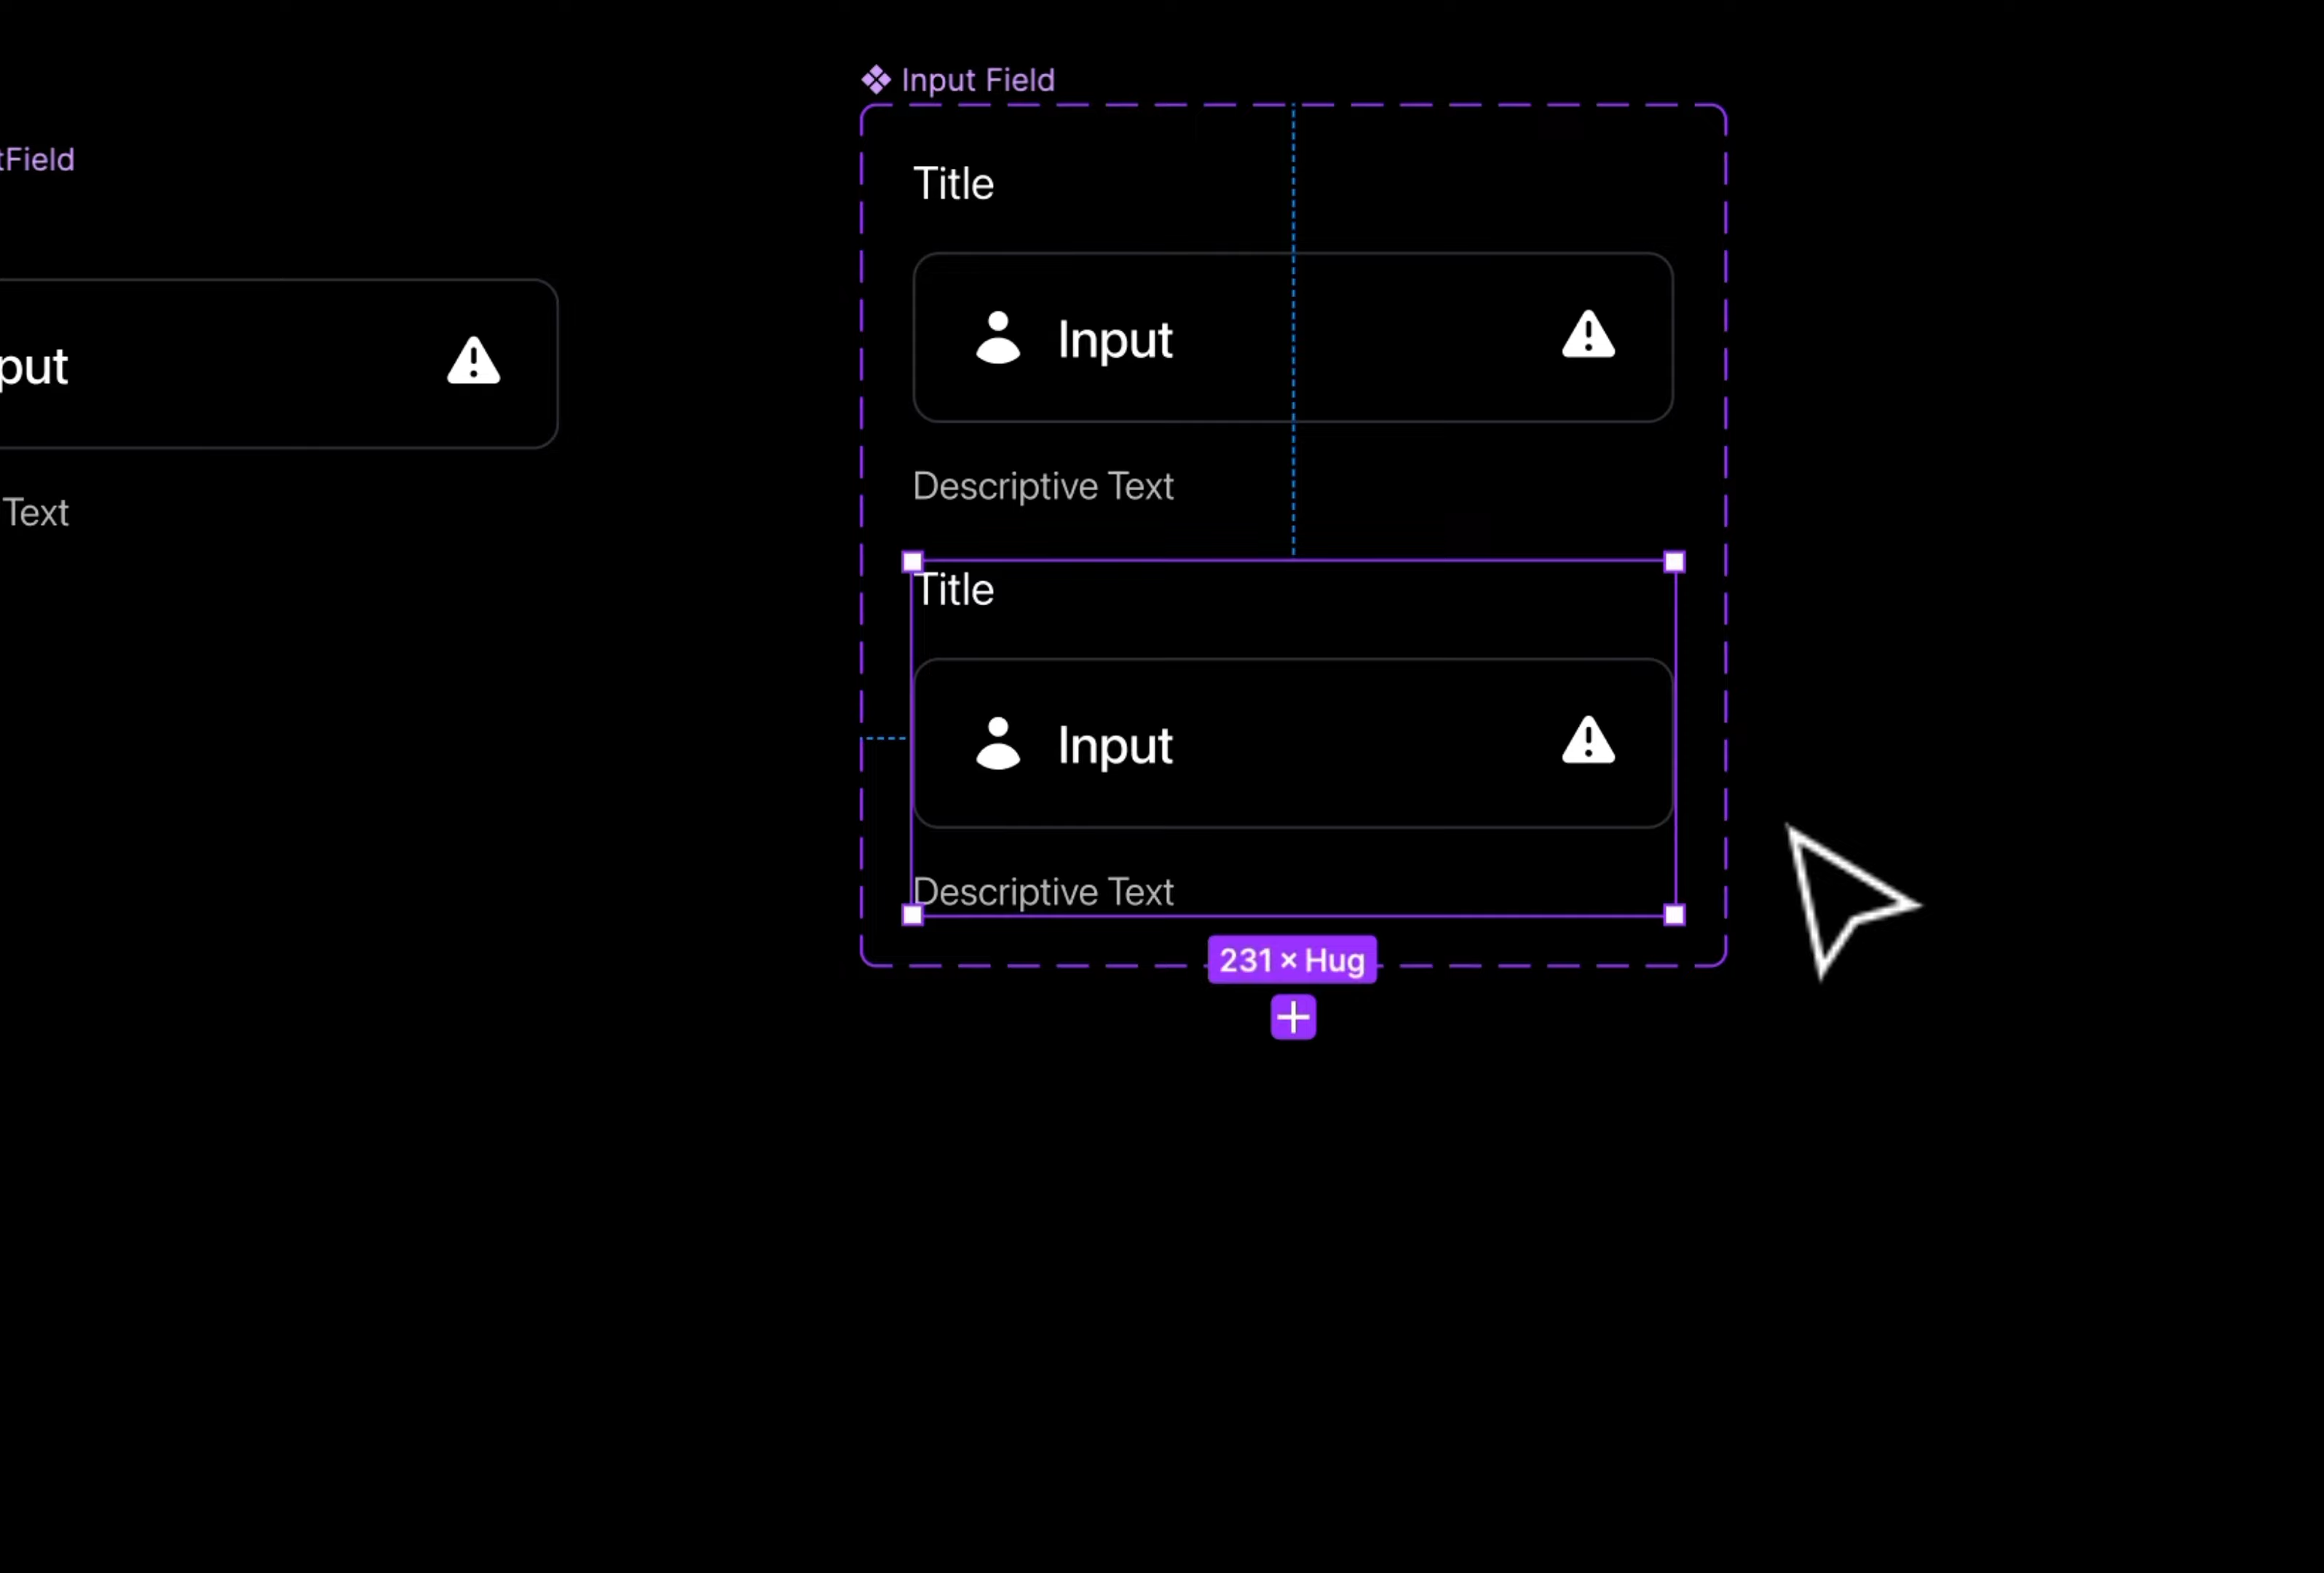 Input Field
tField
Title
Input
put
Descriptive Text
Text
Title
Input
Descriptive Text
231 × Hug